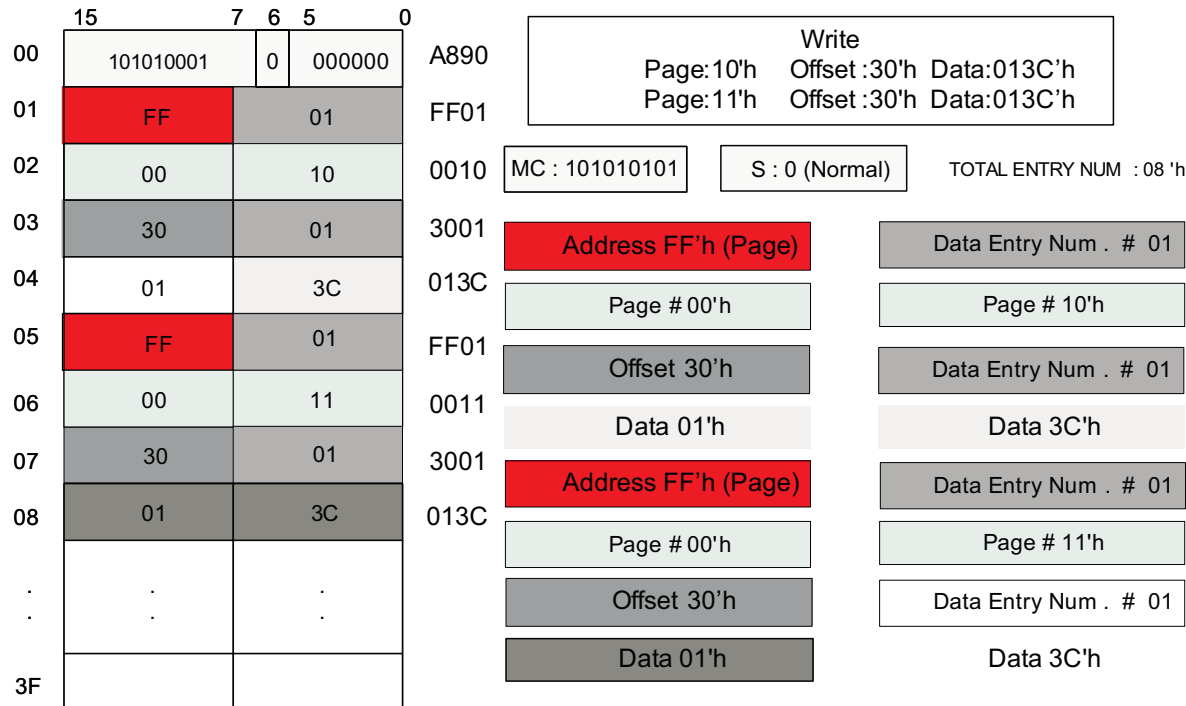 15 7 6 5 0
00 101010001 0 000000 A890
01 FF 01 FF01
02 00 10 0010
03 30 01 3001
04 01 3C 013C
05 FF 01 FF01
06 00 11 0011
07 30 01 3001
08 01 3C 013C
. . .
. . .
3F
Write
Page:10'h Offset :30'h Data:013C’h
Page:11'h Offset :30'h Data:013C’h
MC : 101010101 S : 0 (Normal) TOTAL ENTRY NUM : 08 'h
Address FF’h (Page) Data Entry Num . # 01
Page # 00'h Page # 10'h
Offset 30’h Data Entry Num . # 01
Data 01'h Data 3C'h
Address FF’h (Page) Data Entry Num . # 01
Page # 00'h Page # 11'h
Offset 30’h Data Entry Num . # 01
Data 01'h Data 3C'h